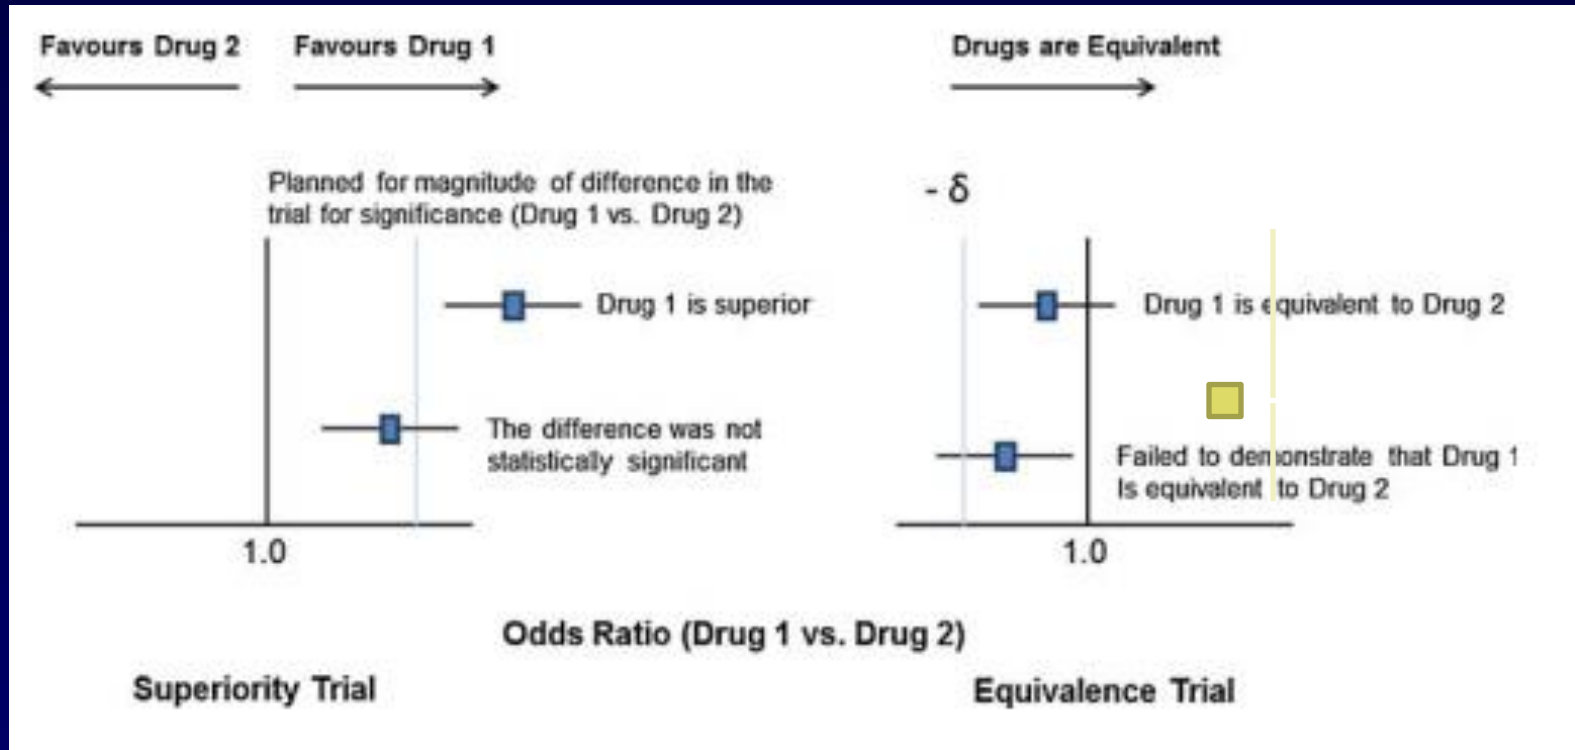 Favours Drug 2
Favours Drug 1
Drugs are Equivalent
Planned for magnitude of difference in the
trial for significance (Drug 1 vs. Drug 2)
- δ
Drug 1 is superior
Drug 1 is equivalent to Drug 2
The difference was not
statistically significant
Failed to demonstrate that Drug 1
Is equivalent to Drug 2
1.0
1.0
Odds Ratio (Drug 1 vs. Drug 2)
Superiority Trial
Equivalence Trial